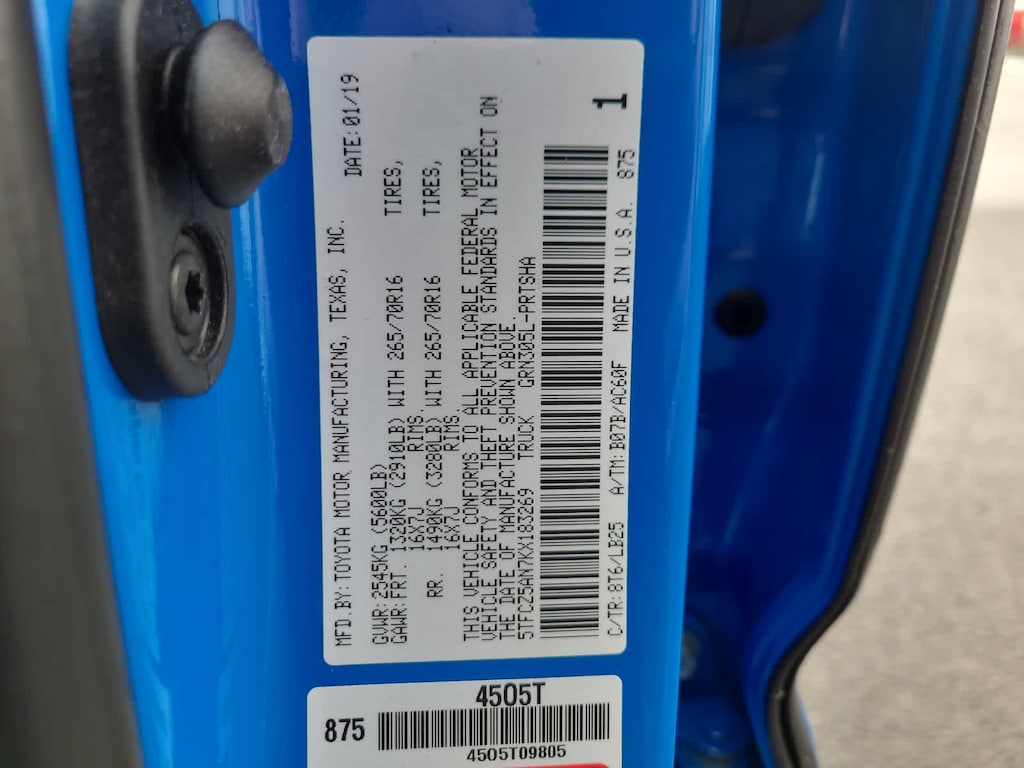 MFD.BY:TOYOTA MOTOR MANUFACTURING, TEXAS, INC.
DATE:01/19
GVWR:2545KG (5600LB)
GAWR:FRT. 1320KG (2910LB) WITH 265/70R16 TIRES,
16X7J RIMS.
RR. 1490KG (3280LB) WITH 265/70R16 TIRES,
16X7J RIMS.
THIS VEHICLE CONFORMS TO ALL APPLICABLE FEDERAL MOTOR
VEHICLE SAFETY AND THEFT PREVENTION STANDARDS IN EFFECT ON
THE DATE OF MANUFACTURE SHOWN ABOVE.
5TFCZ5AN7KX183269 TRUCK GRN305L-PRTSHA
1
C/TR:8T6/LB25 A/TM:B07B/AC60F MADE IN U.S.A. 875
4505T
875
4505T09805